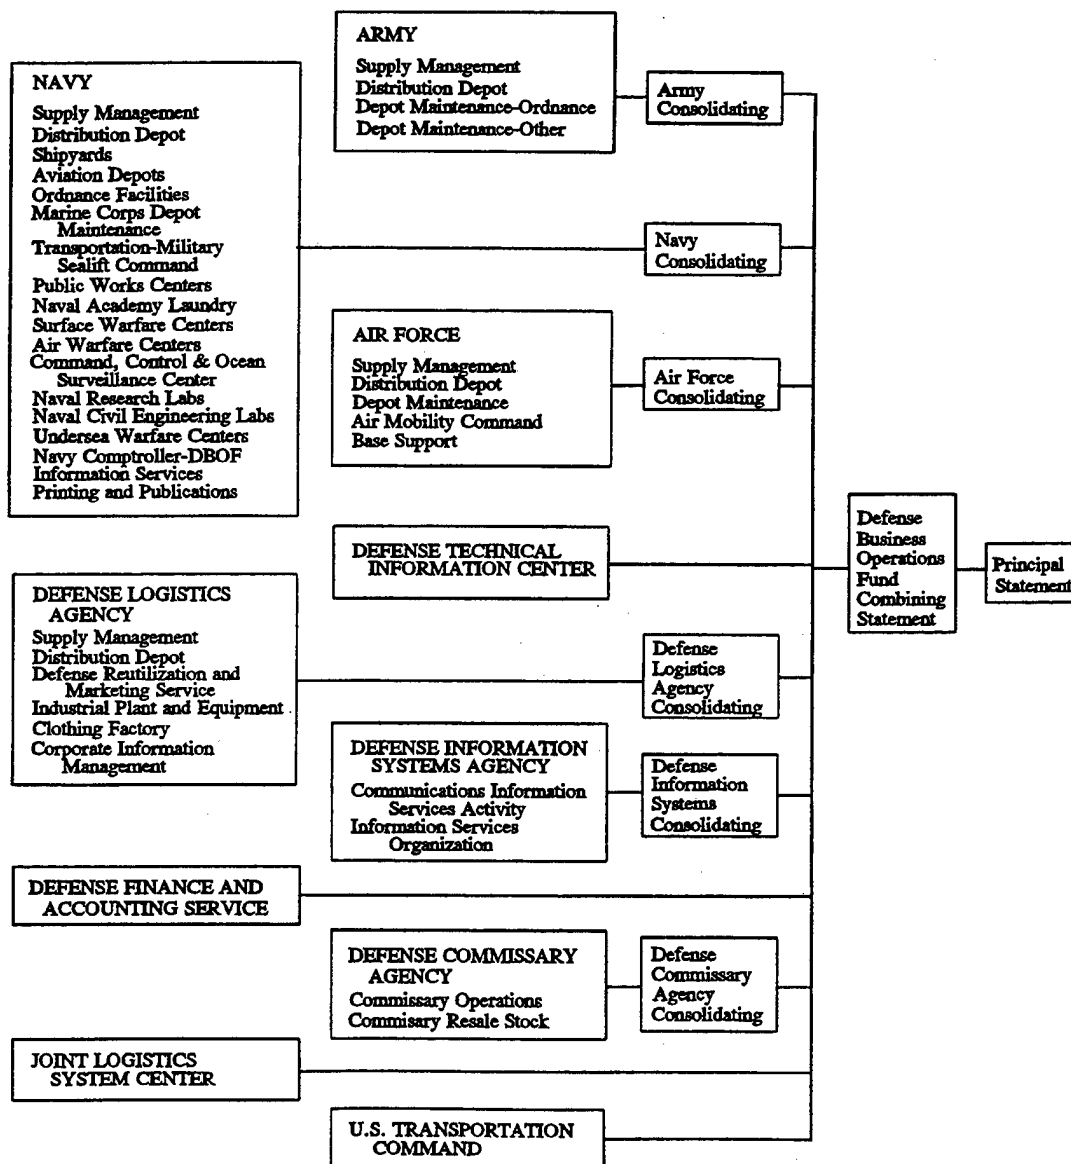 ARMY
Supply Management
Distribution Depot
Depot Maintenance-Ordnance
Depot Maintenance-Other
Army
Consolidating
NAVY
Supply Management
Distribution Depot
Shipyards
Aviation Depots
Ordnance Facilities
Marine Corps Depot
Maintenance
Transportation-Military
Sealift Command
Public Works Centers
Naval Academy Laundry
Surface Warfare Centers
Air Warfare Centers
Command, Control & Ocean
Surveillance Center
Naval Research Labs
Naval Civil Engineering Labs
Undersea Warfare Centers
Navy Comptroller-DBOF
Information Services
Printing and Publications
Navy
Consolidating
AIR FORCE
Supply Management
Distribution Depot
Depot Maintenance
Air Mobility Command
Base Support
Air Force
Consolidating
DEFENSE TECHNICAL
INFORMATION CENTER
Defense
Business
Operations
Fund
Combining
Statement
Principal
Statement
DEFENSE LOGISTICS
AGENCY
Supply Management
Distribution Depot
Defense Reutilization and
Marketing Service
Industrial Plant and Equipment
Clothing Factory
Corporate Information
Management
Defense
Logistics
Agency
Consolidating
DEFENSE INFORMATION
SYSTEMS AGENCY
Communications Information
Services Activity
Information Services
Organization
Defense
Information
Systems
Consolidating
DEFENSE FINANCE AND
ACCOUNTING SERVICE
DEFENSE COMMISSARY
AGENCY
Commissary Operations
Commisary Resale Stock
Defense
Commissary
Agency
Consolidating
JOINT LOGISTICS
SYSTEM CENTER
U.S. TRANSPORTATION
COMMAND